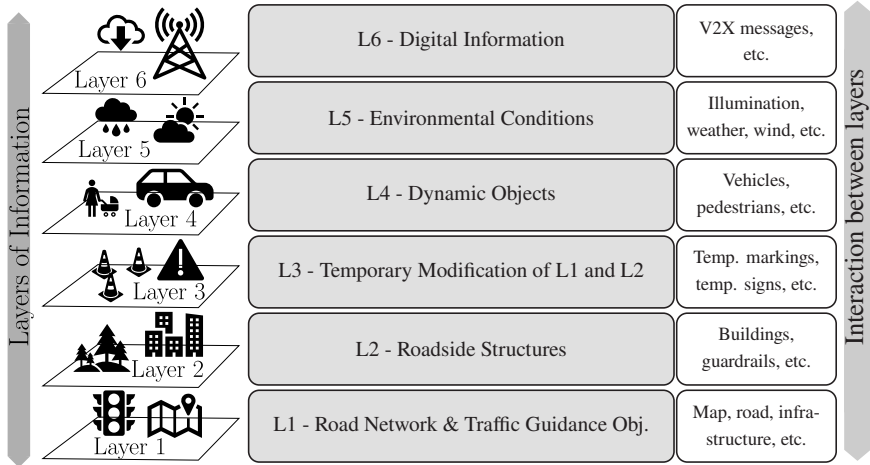 Layers of Information
Layer 6
L6 - Digital Information
V2X messages,
etc.
Layer 5
L5 - Environmental Conditions
Illumination,
weather, wind, etc.
Layer 4
L4 - Dynamic Objects
Vehicles,
pedestrians, etc.
Layer 3
L3 - Temporary Modification of L1 and L2
Temp. markings,
temp. signs, etc.
Layer 2
L2 - Roadside Structures
Buildings,
guardrails, etc.
Layer 1
L1 - Road Network & Traffic Guidance Obj.
Map, road, infra-
structure, etc.
Interaction between layers